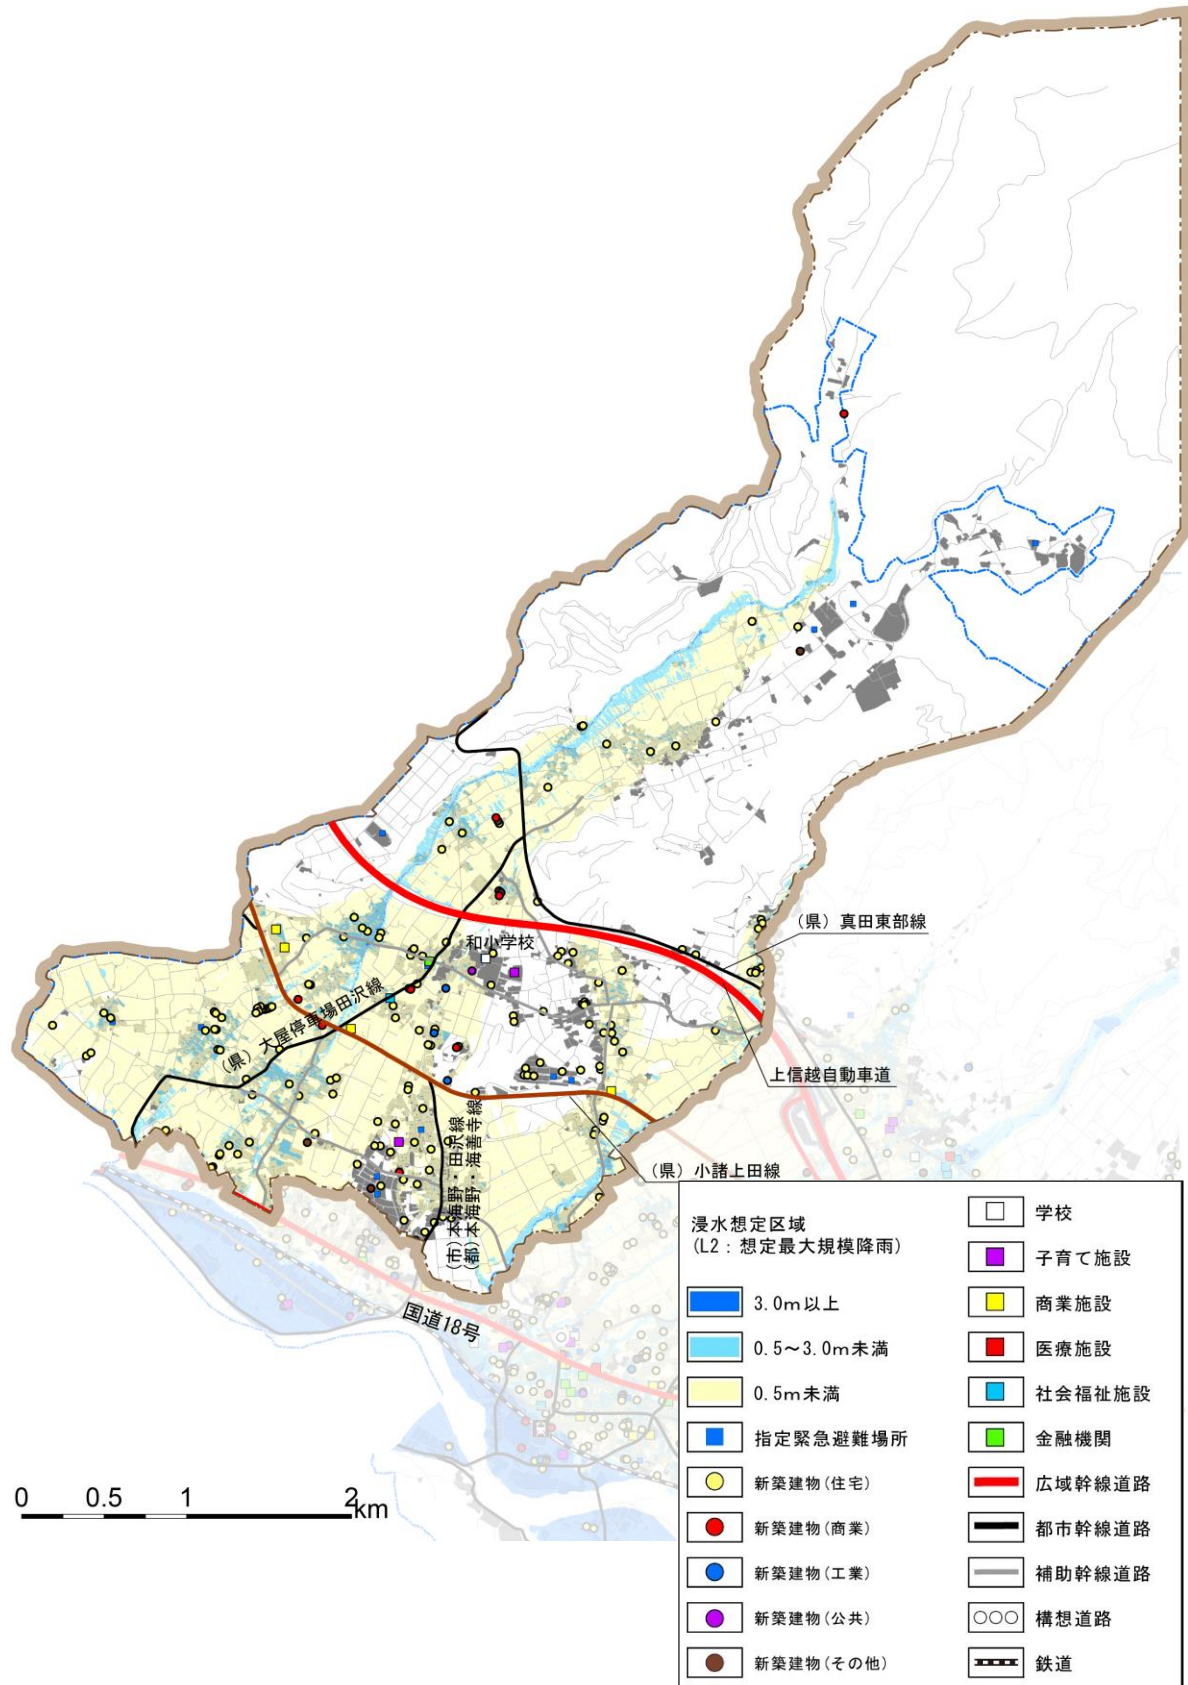 和小学校
(県)真田東部線
(県)大屋停車場田沢線
上信越自動車道
(県)小諸上田線
(市)本海野・田沢線
(都)本海野・海善寺線
国道18号
0 0.5 1 2km
浸水想定区域
(L2:想定最大規模降雨)
3.0m以上
0.5～3.0m未満
0.5m未満
指定緊急避難場所
新築建物(住宅)
新築建物(商業)
新築建物(工業)
新築建物(公共)
新築建物(その他)
学校
子育て施設
商業施設
医療施設
社会福祉施設
金融機関
広域幹線道路
都市幹線道路
補助幹線道路
構想道路
鉄道